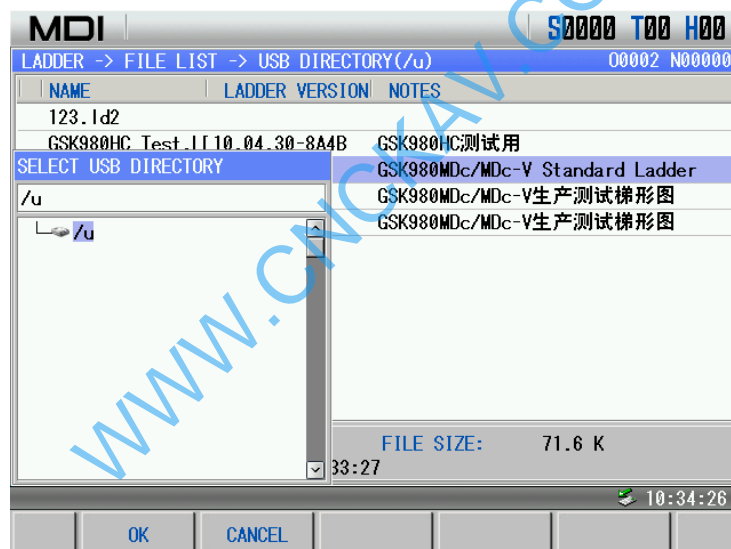 MDI S0000 T00 H00
LADDER -> FILE LIST -> USB DIRECTORY(/u) O0002 N00000
NAME LADDER VERSION NOTES
123.ld2
GSK980HC Test.l[10.04.30-8A4B GSK980HC测试用
SELECT USB DIRECTORY
GSK980MDc/MDc-V Standard Ladder
/u
GSK980MDc/MDc-V生产测试梯形图
/u
GSK980MDc/MDc-V生产测试梯形图
FILE SIZE: 71.6 K
33:27
10:34:26
OK CANCEL
WWW.CNCKAV.CO